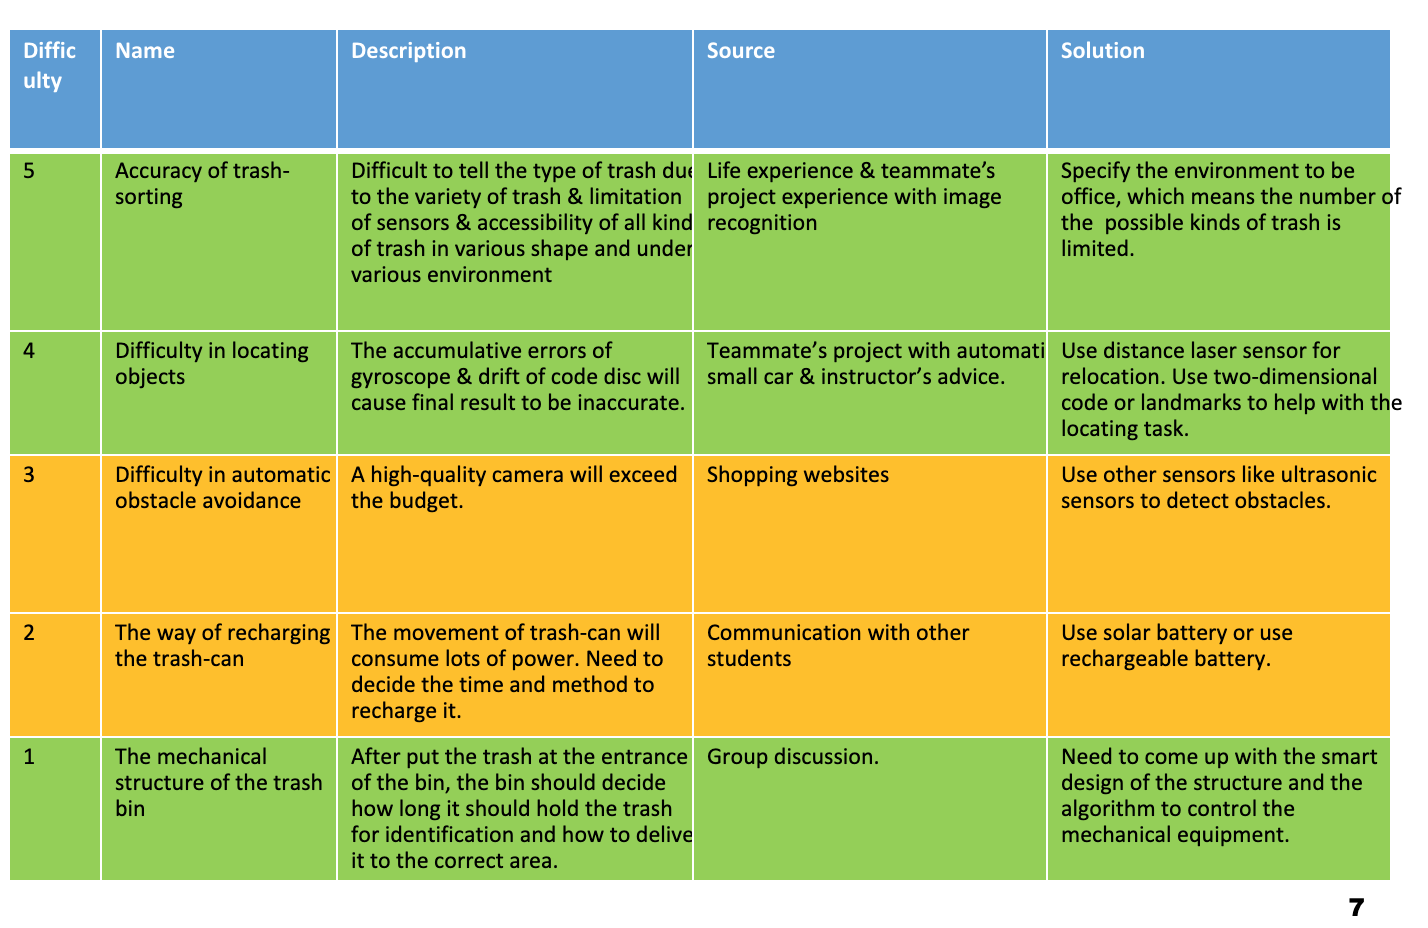 Diffic
ulty
Name
Description
Source
Solution
5
Accuracy of trash-
sorting
Difficult to tell the type of trash due
to the variety of trash & limitation
of sensors & accessibility of all kind
of trash in various shape and under
various environment
Life experience & teammate’s
project experience with image
recognition
Specify the environment to be
office, which means the number of
the  possible kinds of trash is
limited.
4
Difficulty in locating
objects
The accumulative errors of
gyroscope & drift of code disc will
cause final result to be inaccurate.
Teammate’s project with automati
small car & instructor’s advice.
Use distance laser sensor for
relocation. Use two-dimensional
code or landmarks to help with the
locating task.
3
Difficulty in automatic
obstacle avoidance
A high-quality camera will exceed
the budget.
Shopping websites
Use other sensors like ultrasonic
sensors to detect obstacles.
2
The way of recharging
the trash-can
The movement of trash-can will
consume lots of power. Need to
decide the time and method to
recharge it.
Communication with other
students
Use solar battery or use
rechargeable battery.
1
The mechanical
structure of the trash
bin
After put the trash at the entrance
of the bin, the bin should decide
how long it should hold the trash
for identification and how to delive
it to the correct area.
Group discussion.
Need to come up with the smart
design of the structure and the
algorithm to control the
mechanical equipment.
7